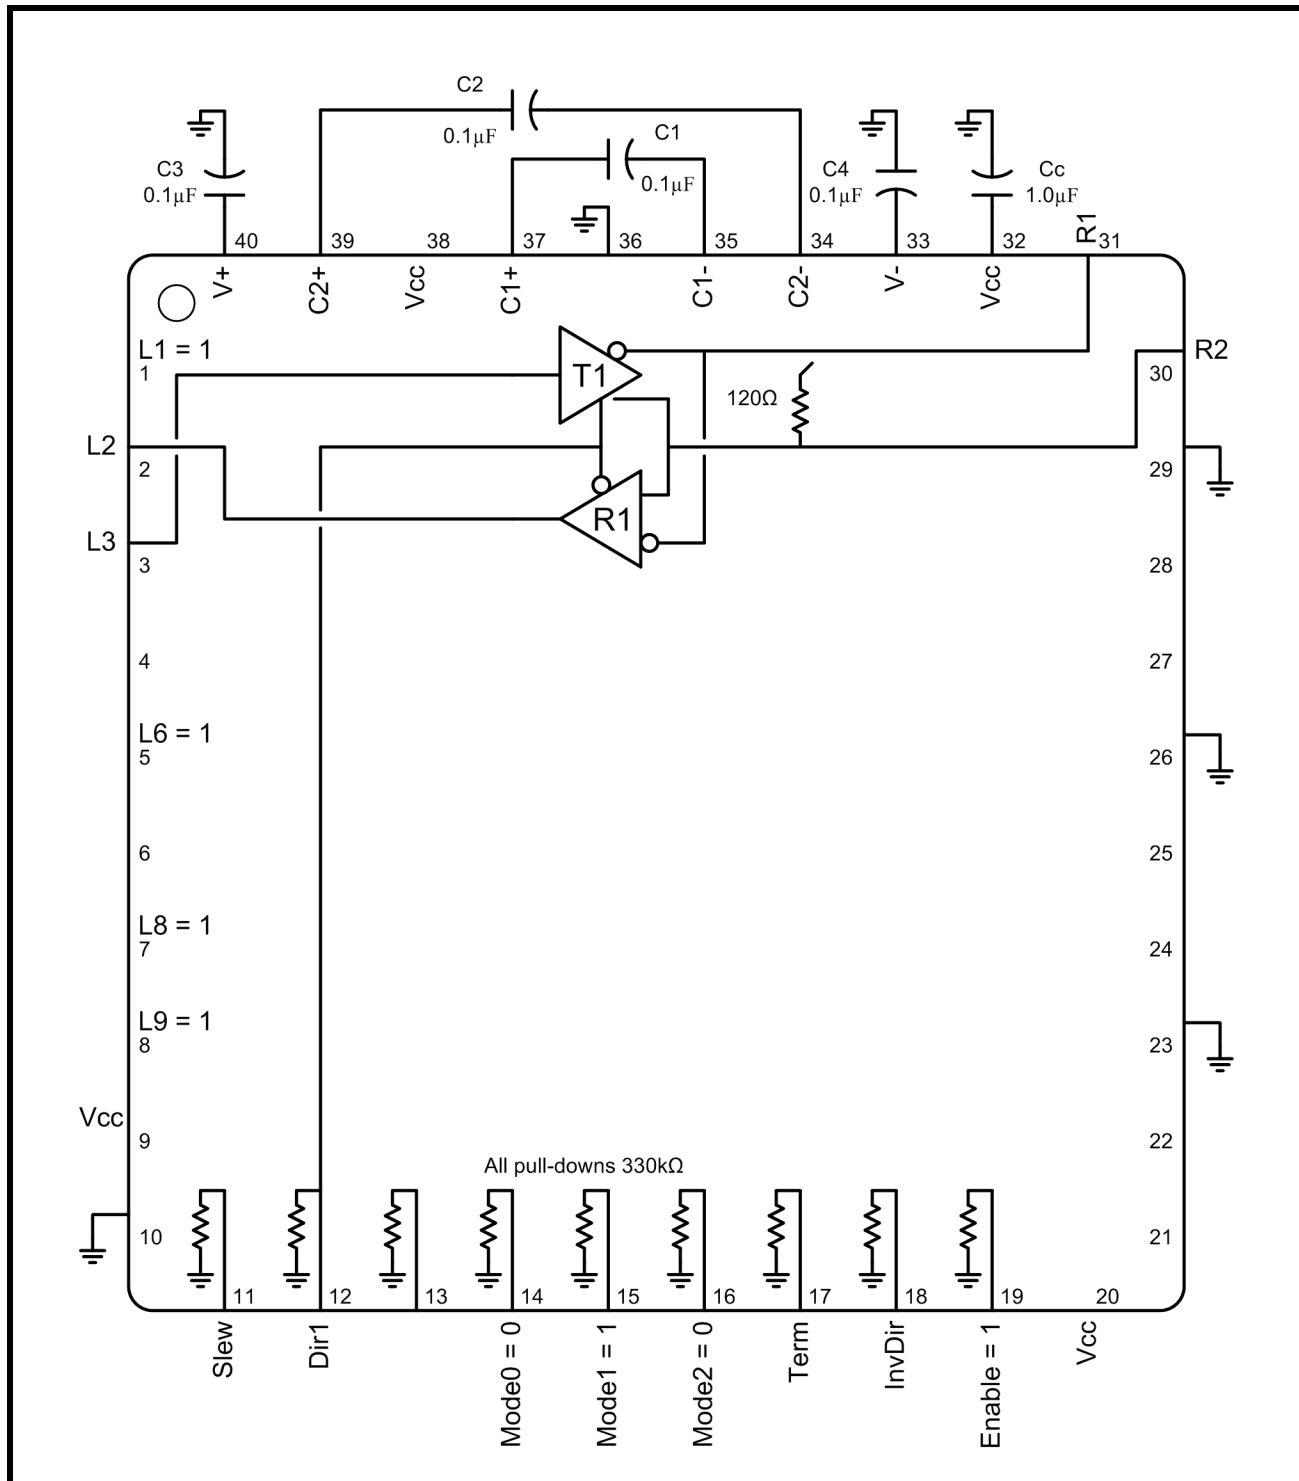 C2
0.1µF
C1
0.1µF
C3
0.1µF
C4
0.1µF
Cc
1.0µF
R1
40 39 38 37 36 35 34 33 32 31
V+ C2+ Vcc C1+ C1- C2- V- Vcc
L1 = 1
1
T1
120Ω
R2
30
L2
2
29
R1
L3
3
28
4
27
L6 = 1
5
26
6
25
L8 = 1
7
24
L9 = 1
8
23
Vcc
9
22
All pull-downs 330kΩ
10
21
11 12 13 14 15 16 17 18 19 20
Slew Dir1 Mode0 = 0 Mode1 = 1 Mode2 = 0 Term InvDir Enable = 1 Vcc